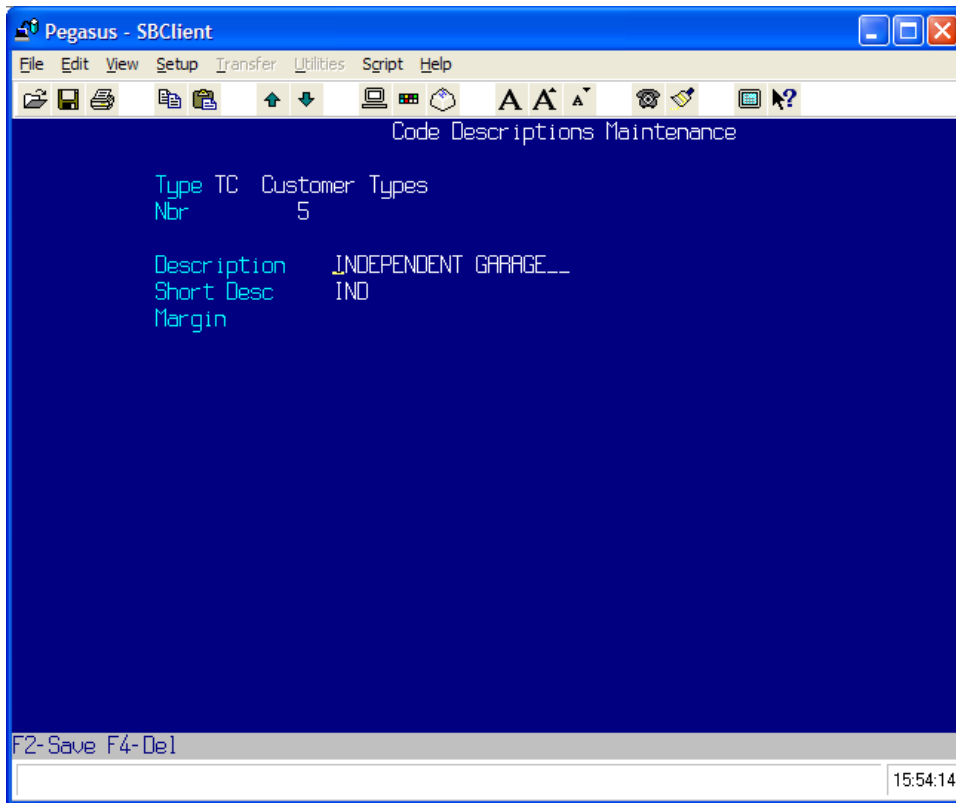 Pegasus - SBClient
File Edit View Setup Transfer Utilities Script Help
A A A
Code Descriptions Maintenance
Type TC Customer Types
Nbr 5
Description INDEPENDENT GARAGE__
Short Desc IND
Margin
F2-Save F4-Del
15:54:14